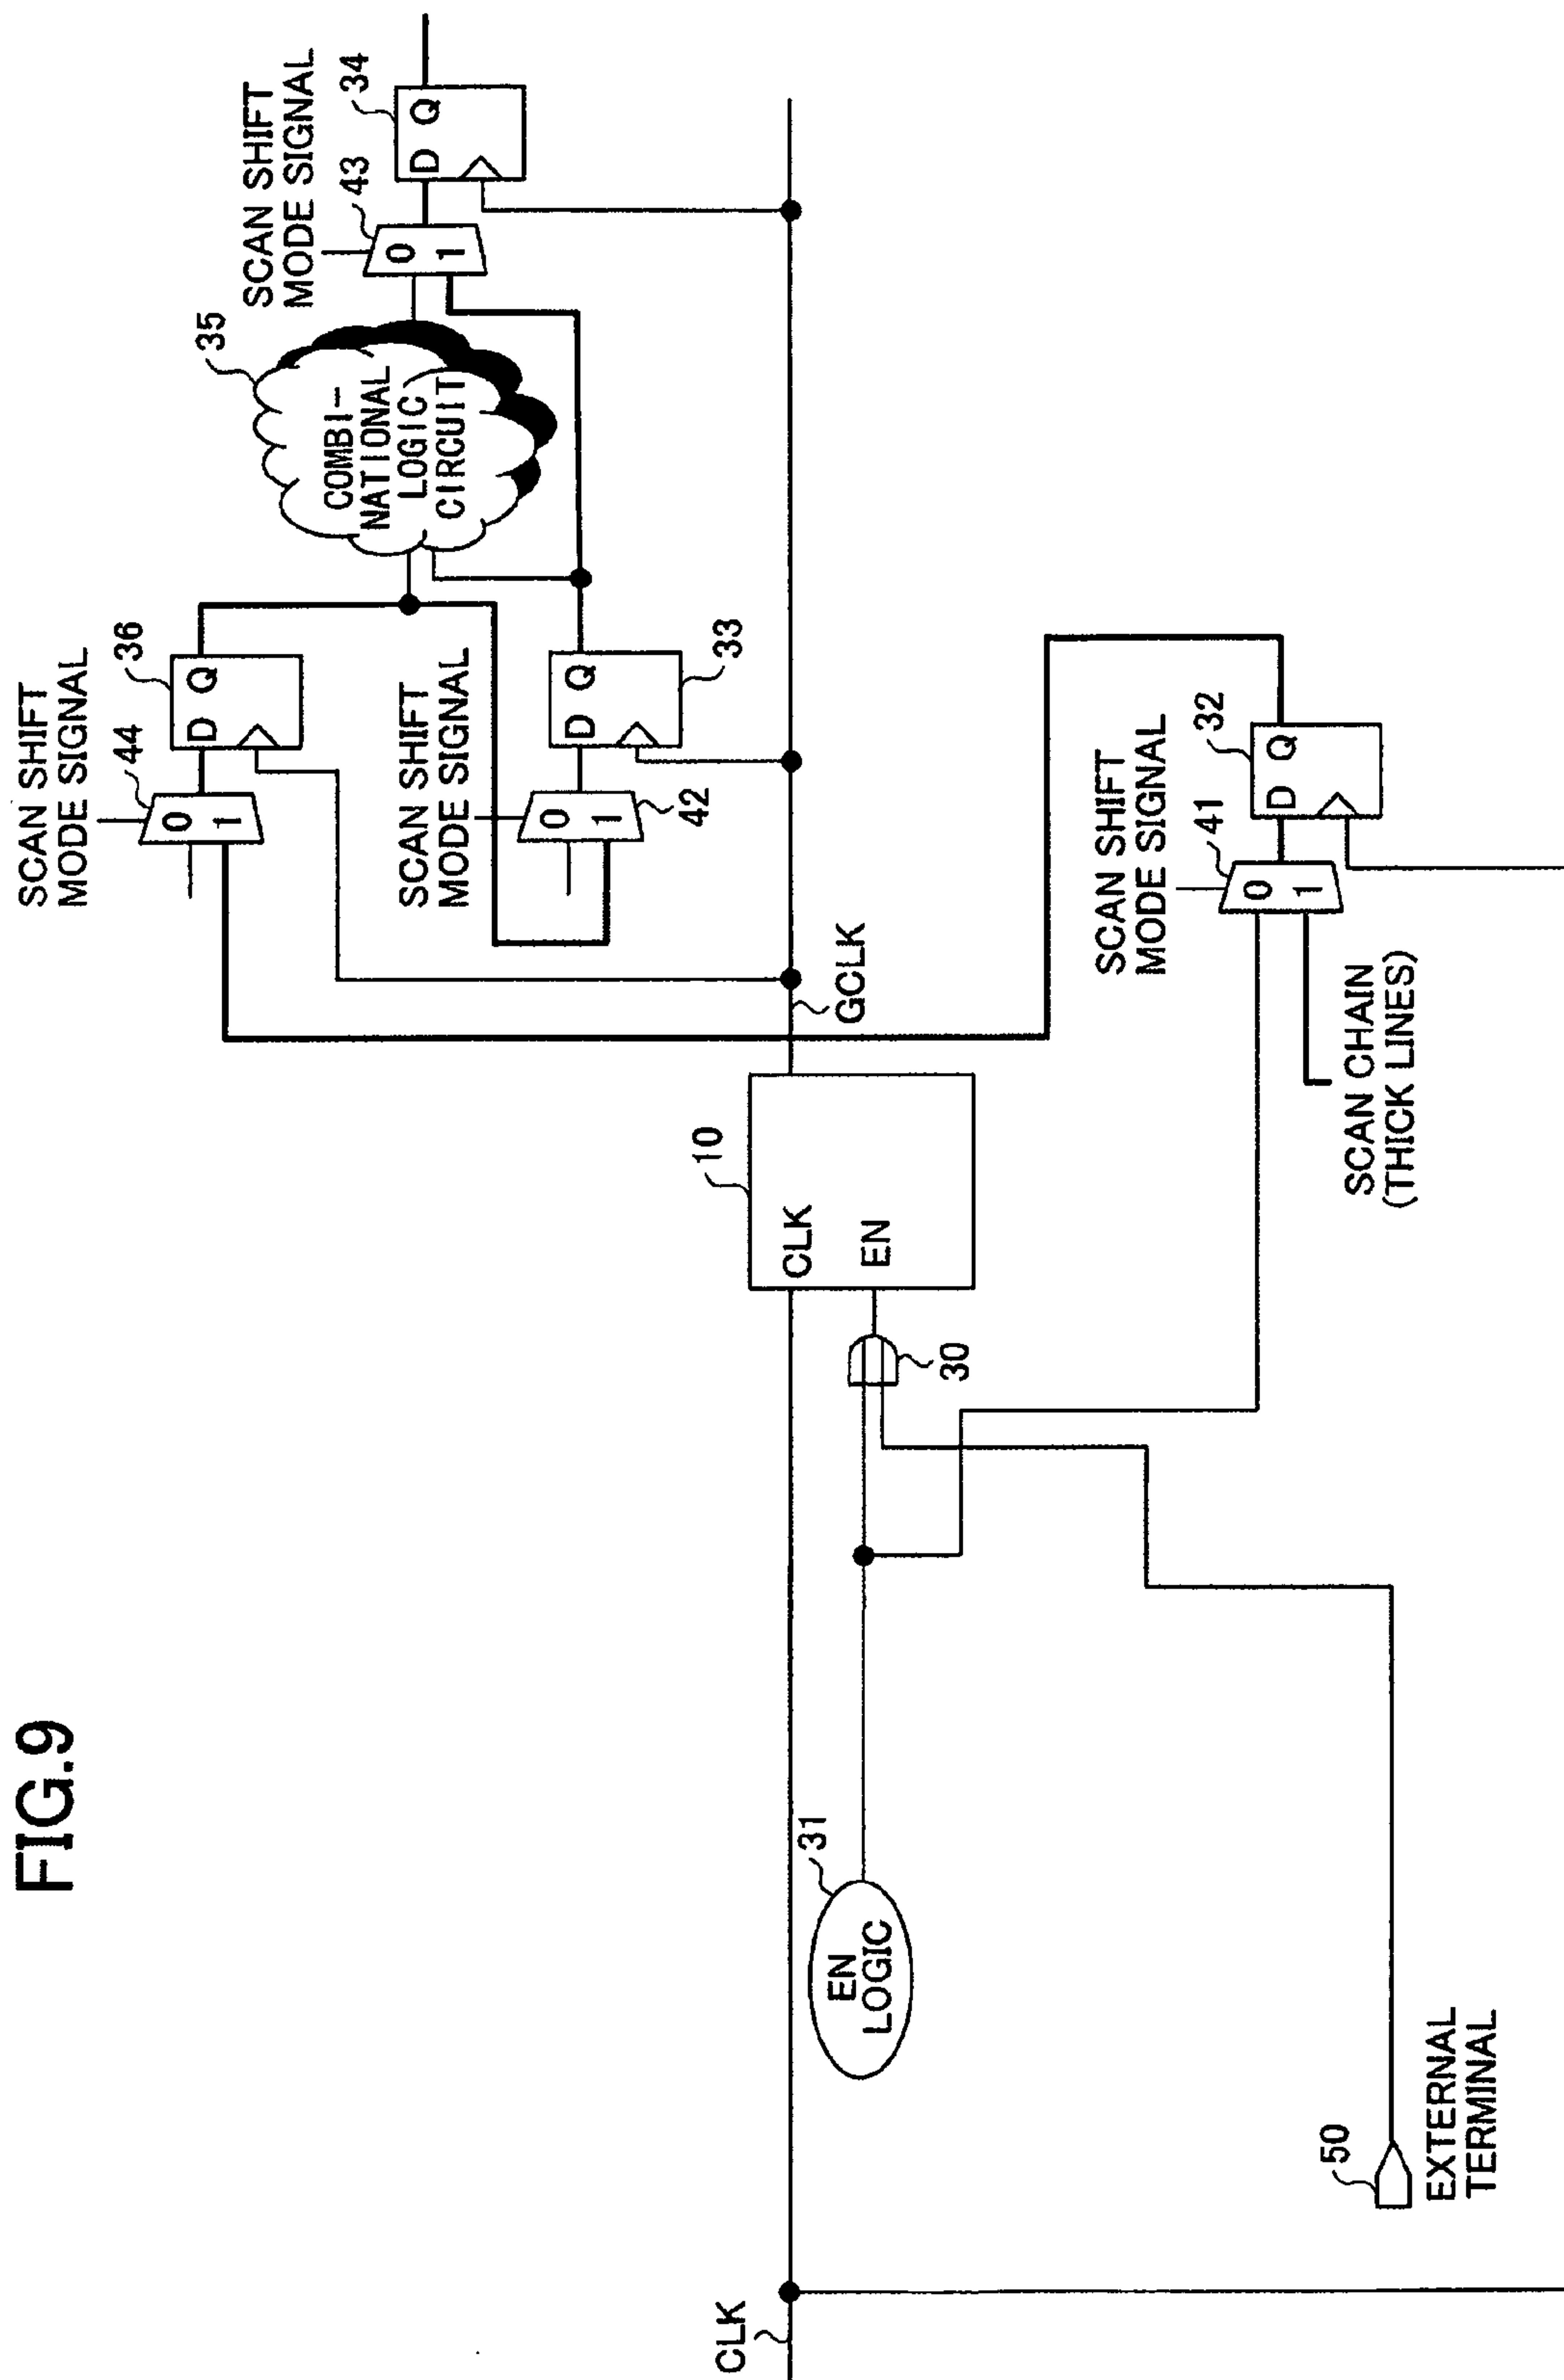 FIG.9
SCAN SHIFT
MODE SIGNAL
44
0
1
36
D Q
SCAN SHIFT
MODE SIGNAL
42
0
1
33
D Q
35
COMBI-
NATIONAL
LOGIC
CIRCUIT
SCAN SHIFT
MODE SIGNAL
43
0
1
34
D Q
CLK
31
EN
LOGIC
30
10
CLK
EN
GCLK
SCAN SHIFT
MODE SIGNAL
41
0
1
32
D Q
SCAN CHAIN
(THICK LINES)
50
EXTERNAL
TERMINAL